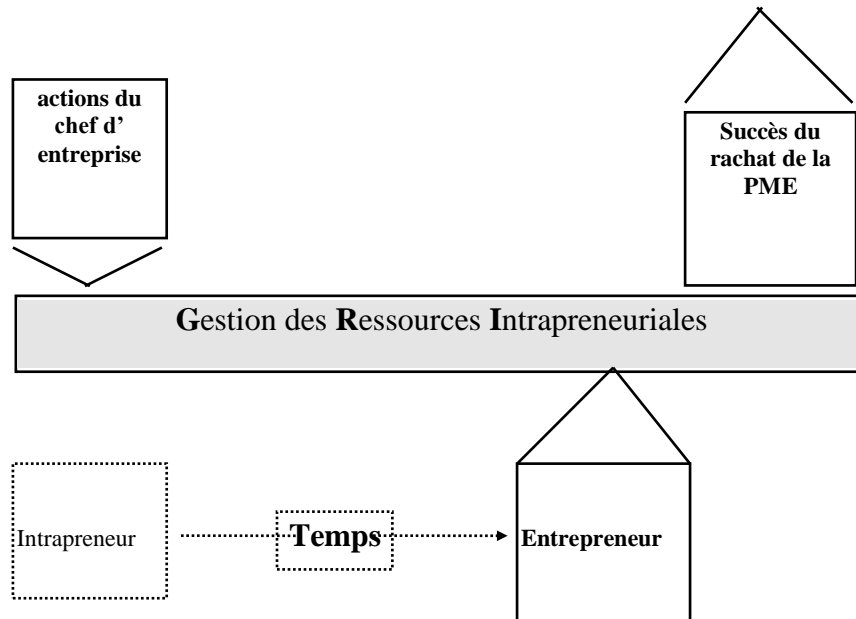 actions du
chef d’
entreprise
Succès du
rachat de la
PME
Gestion des Ressources Intrapreneuriales
Intrapreneur
Temps
Entrepreneur